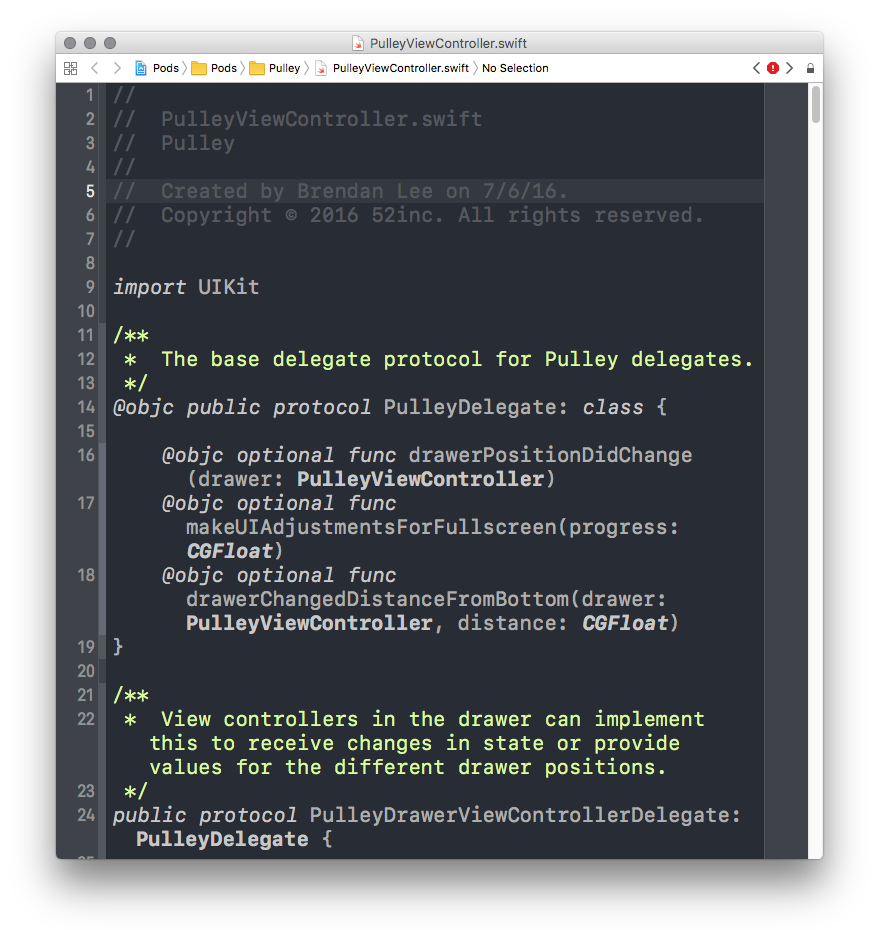 PulleyViewController.swift
Pods Pods Pulley PulleyViewController.swift No Selection
1 //
2 //  PulleyViewController.swift
3 //  Pulley
4 //
5 //  Created by Brendan Lee on 7/6/16.
6 //  Copyright © 2016 52inc. All rights reserved.
7 //
8
9 import UIKit
10
11 /**
12  *  The base delegate protocol for Pulley delegates.
13  */
14 @objc public protocol PulleyDelegate: class {
15
16     @objc optional func drawerPositionDidChange
(drawer: PulleyViewController)
17     @objc optional func
makeUIAdjustmentsForFullscreen(progress:
CGFloat)
18     @objc optional func
drawerChangedDistanceFromBottom(drawer:
PulleyViewController, distance: CGFloat)
19 }
20
21 /**
22  *  View controllers in the drawer can implement
this to receive changes in state or provide
values for the different drawer positions.
23  */
24 public protocol PulleyDrawerViewControllerDelegate:
PulleyDelegate {